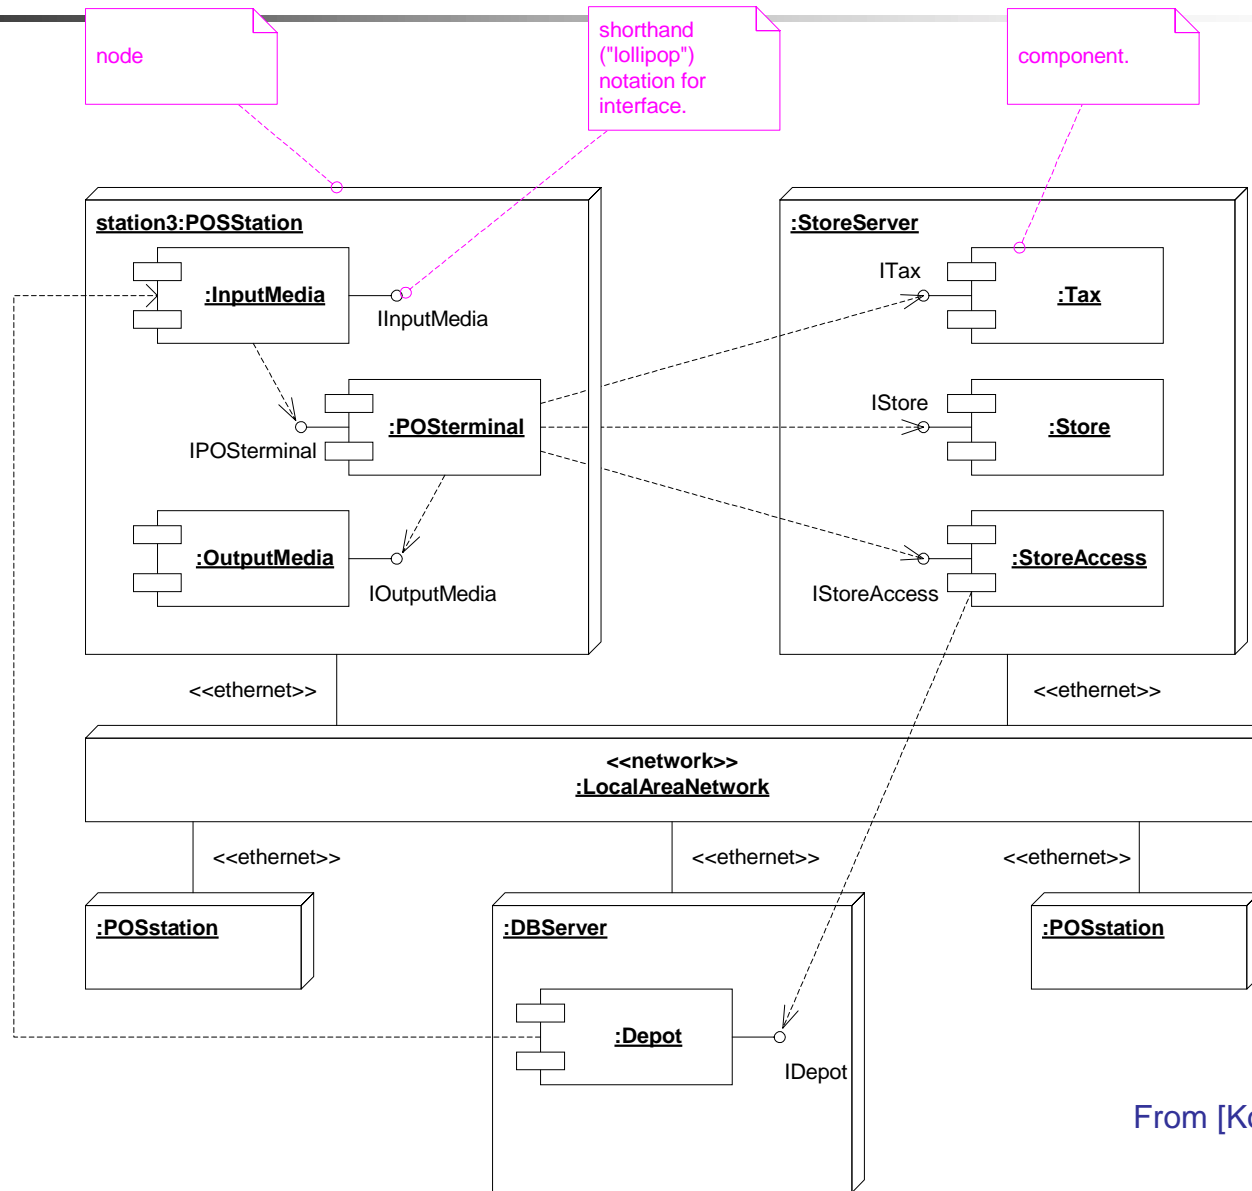 node
shorthand
("lollipop")
notation for
interface.
component.
station3:POSStation
:StoreServer
:InputMedia
IInputMedia
ITax
:Tax
IPOSterminal
:POSterminal
IStore
:Store
:OutputMedia
IOutputMedia
:StoreAccess
IStoreAccess
<<ethernet>>
<<ethernet>>
<<network>>
:LocalAreaNetwork
<<ethernet>>
<<ethernet>>
<<ethernet>>
:POSstation
:DBServer
:POSstation
:Depot
IDepot
From [Ko